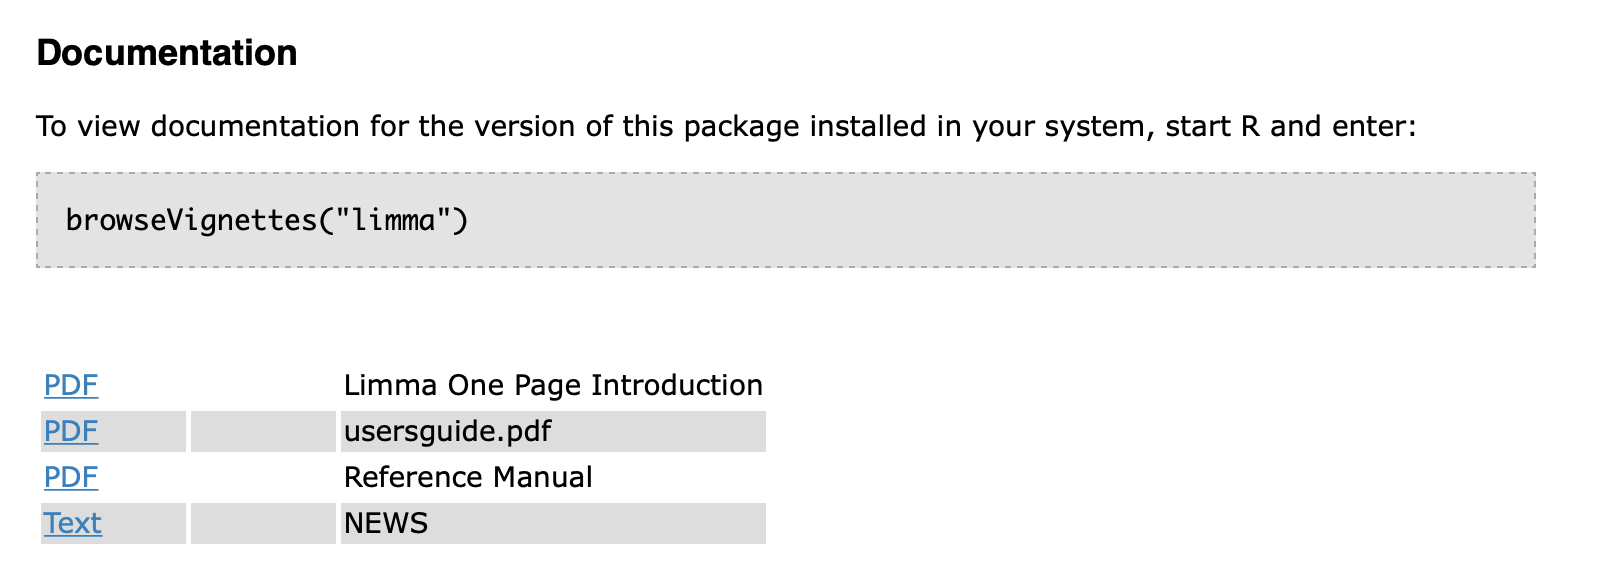 Documentation
To view documentation for the version of this package installed in your system, start R and enter:
browseVignettes("limma")
PDF Limma One Page Introduction
PDF usersguide.pdf
PDF Reference Manual
Text NEWS